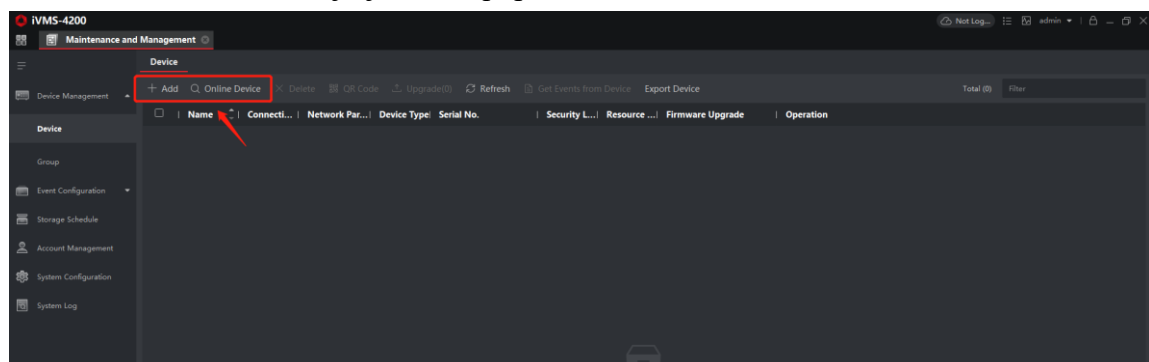 iVMS-4200
Not Log... admin
Maintenance and Management
Device
+ Add Online Device Delete QR Code Upgrade(0) Refresh Get Events from Device Export Device Total (0) Filter
Device Management
Name Connecti... Network Par... Device Type Serial No. Security L... Resource ... Firmware Upgrade Operation
Device
Group
Event Configuration
Storage Schedule
Account Management
System Configuration
System Log